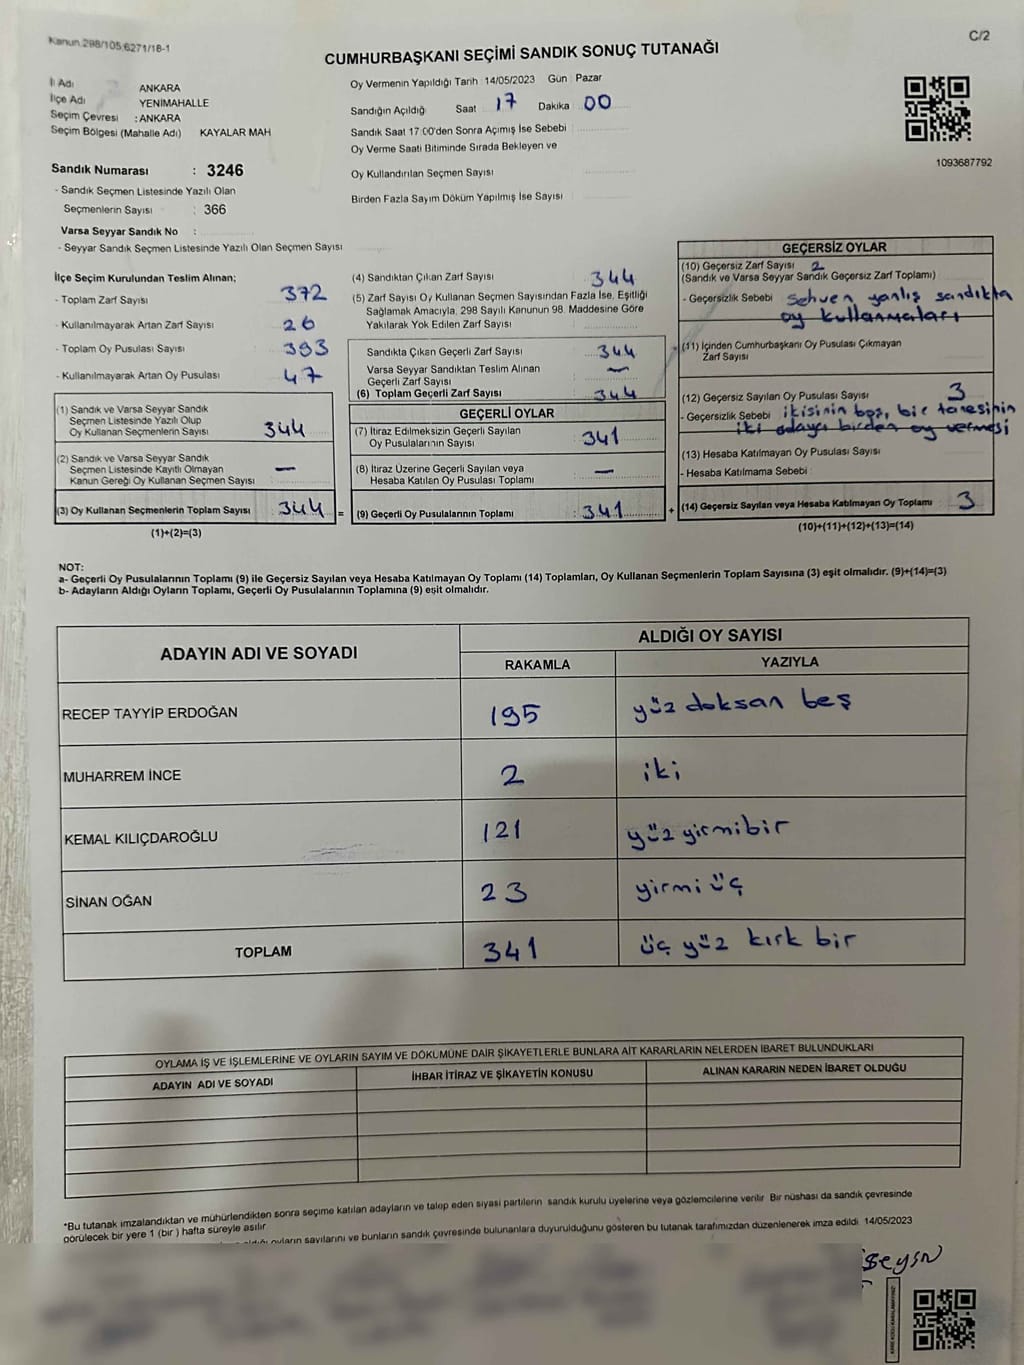 Kanun.298/105;6271/18-1
C/2
CUMHURBAŞKANI SEÇİMİ SANDIK SONUÇ TUTANAĞI
İl Adı ANKARA
İlçe Adı YENİMAHALLE
Seçim Çevresi : ANKARA
Seçim Bölgesi (Mahalle Adı) KAYALAR MAH
Oy Vermenin Yapıldığı Tarih 14/05/2023 Gün Pazar
Sandığın Açıldığı Saat 17 Dakika 00
Sandık Saat 17:00'den Sonra Açımış İse Sebebi
Oy Verme Saati Bitiminde Sırada Bekleyen ve
Oy Kullandırılan Seçmen Sayısı
Birden Fazla Sayım Döküm Yapılmış İse Sayısı
1093687792
Sandık Numarası : 3246
- Sandık Seçmen Listesinde Yazılı Olan
Seçmenlerin Sayısı : 366
Varsa Seyyar Sandık No :
- Seyyar Sandık Seçmen Listesinde Yazılı Olan Seçmen Sayısı
İlçe Seçim Kurulundan Teslim Alınan;
- Toplam Zarf Sayısı 372
- Kullanılmayarak Artan Zarf Sayısı 26
- Toplam Oy Pusulası Sayısı 393
- Kullanılmayarak Artan Oy Pusulası 47
(1) Sandık ve Varsa Seyyar Sandık
Seçmen Listesinde Yazılı Olup
Oy Kullanan Seçmenlerin Sayısı 344
(2) Sandık ve Varsa Seyyar Sandık
Seçmen Listesinde Kayıtlı Olmayan
Kanun Gereği Oy Kullanan Seçmen Sayısı —
(3) Oy Kullanan Seçmenlerin Toplam Sayısı : 344 =
(1)+(2)=(3)
(4) Sandıktan Çıkan Zarf Sayısı 344
(5) Zarf Sayısı Oy Kullanan Seçmen Sayısından Fazla İse, Eşitliği
Sağlamak Amacıyla, 298 Sayılı Kanunun 98. Maddesine Göre
Yakılarak Yok Edilen Zarf Sayısı
Sandıkta Çıkan Geçerli Zarf Sayısı 344
Varsa Seyyar Sandıktan Teslim Alınan
Geçerli Zarf Sayısı —
(6) Toplam Geçerli Zarf Sayısı 344
GEÇERLİ OYLAR
(7) İtiraz Edilmeksizin Geçerli Sayılan
Oy Pusulalarının Sayısı 341
(8) İtiraz Üzerine Geçerli Sayılan veya
Hesaba Katılan Oy Pusulası Toplamı —
(9) Geçerli Oy Pusulalarının Toplamı : 341 +
GEÇERSİZ OYLAR
(10) Geçersiz Zarf Sayısı 2
(Sandık ve Varsa Seyyar Sandık Geçersiz Zarf Toplamı)
- Geçersizlik Sebebi sehven yanlış sandıkta
oy kullanmaları
(11) İçinden Cumhurbaşkanı Oy Pusulası Çıkmayan
Zarf Sayısı
(12) Geçersiz Sayılan Oy Pusulası Sayısı 3
- Geçersizlik Sebebi ikisinin boş, bir tanesinin
iki adaya birden oy vermesi
(13) Hesaba Katılmayan Oy Pusulası Sayısı
- Hesaba Katılmama Sebebi
(14) Geçersiz Sayılan veya Hesaba Katılmayan Oy Toplamı 3
(10)+(11)+(12)+(13)=(14)
NOT:
a- Geçerli Oy Pusulalarının Toplamı (9) ile Geçersiz Sayılan veya Hesaba Katılmayan Oy Toplamı (14) Toplamları, Oy Kullanan Seçmenlerin Toplam Sayısına (3) eşit olmalıdır. (9)+(14)=(3)
b- Adayların Aldığı Oyların Toplamı, Geçerli Oy Pusulalarının Toplamına (9) eşit olmalıdır.
ADAYIN ADI VE SOYADI
ALDIĞI OY SAYISI
RAKAMLA YAZIYLA
RECEP TAYYİP ERDOĞAN 195 yüz doksan beş
MUHARREM İNCE 2 iki
KEMAL KILIÇDAROĞLU 121 yüz yirmibir
SİNAN OĞAN 23 yirmi üç
TOPLAM 341 üç yüz kırk bir
OYLAMA İŞ VE İŞLEMLERİNE VE OYLARIN SAYIM VE DÖKÜMÜNE DAİR ŞİKAYETLERLE BUNLARA AİT KARARLARIN NELERDEN İBARET BULUNDUKLARI
ADAYIN ADI VE SOYADI İHBAR İTİRAZ VE ŞİKAYETİN KONUSU ALINAN KARARIN NEDEN İBARET OLDUĞU
*Bu tutanak imzalandıktan ve mühürlendikten sonra seçime katılan adayların ve talep eden siyasi partilerin sandık kurulu üyelerine veya gözlemcilerine verilir Bir nüshası da sandık çevresinde
görülecek bir yere 1 (bir ) hafta süreyle asılır
oyların sayılarını ve bunların sandık çevresinde bulunanlara duyurulduğunu gösteren bu tutanak tarafımızdan düzenlenerek imza edildi 14/05/2023